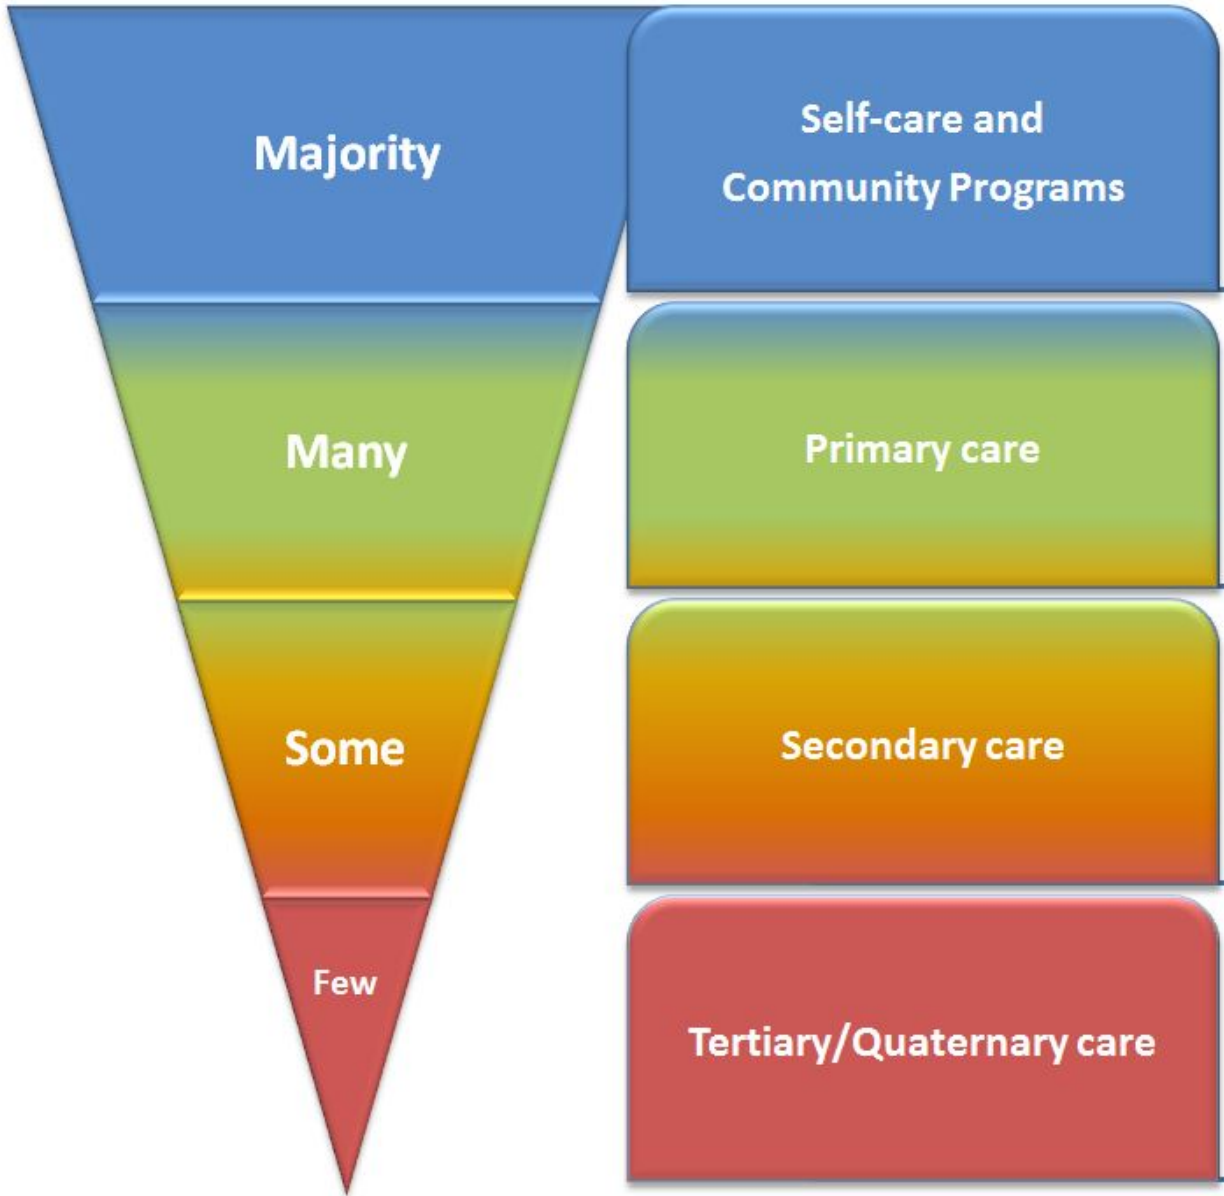 Majority
Self-care and
Community Programs
Many
Primary care
Some
Secondary care
Few
Tertiary/Quaternary care